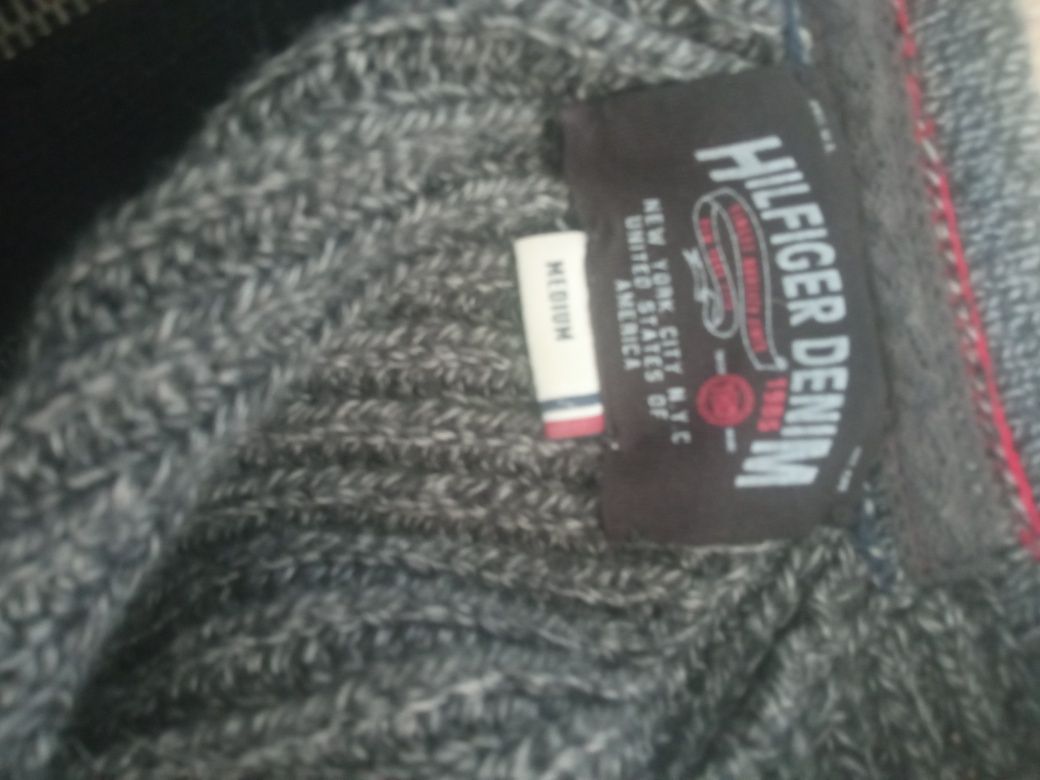 HILFIGER DENIM
1985
NEW YORK CITY N.Y.C
UNITED STATES OF
AMERICA
MEDIUM